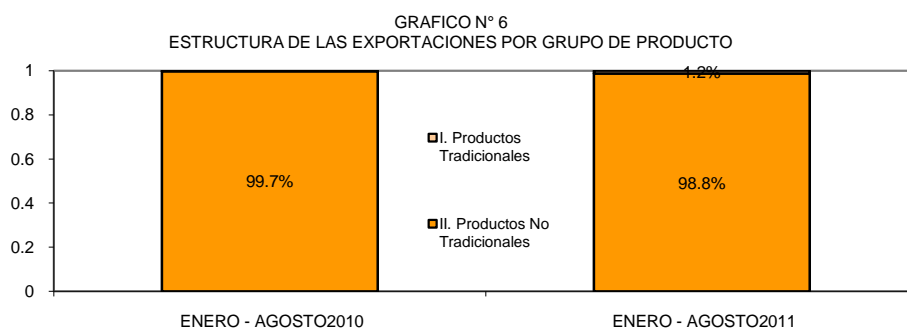 GRAFICO N° 6
ESTRUCTURA DE LAS EXPORTACIONES POR GRUPO DE PRODUCTO
1
0.8
0.6
0.4
0.2
0
1.2%
99.7%
98.8%
I. Productos
Tradicionales
II. Productos No
Tradicionales
ENERO - AGOSTO2010
ENERO - AGOSTO2011